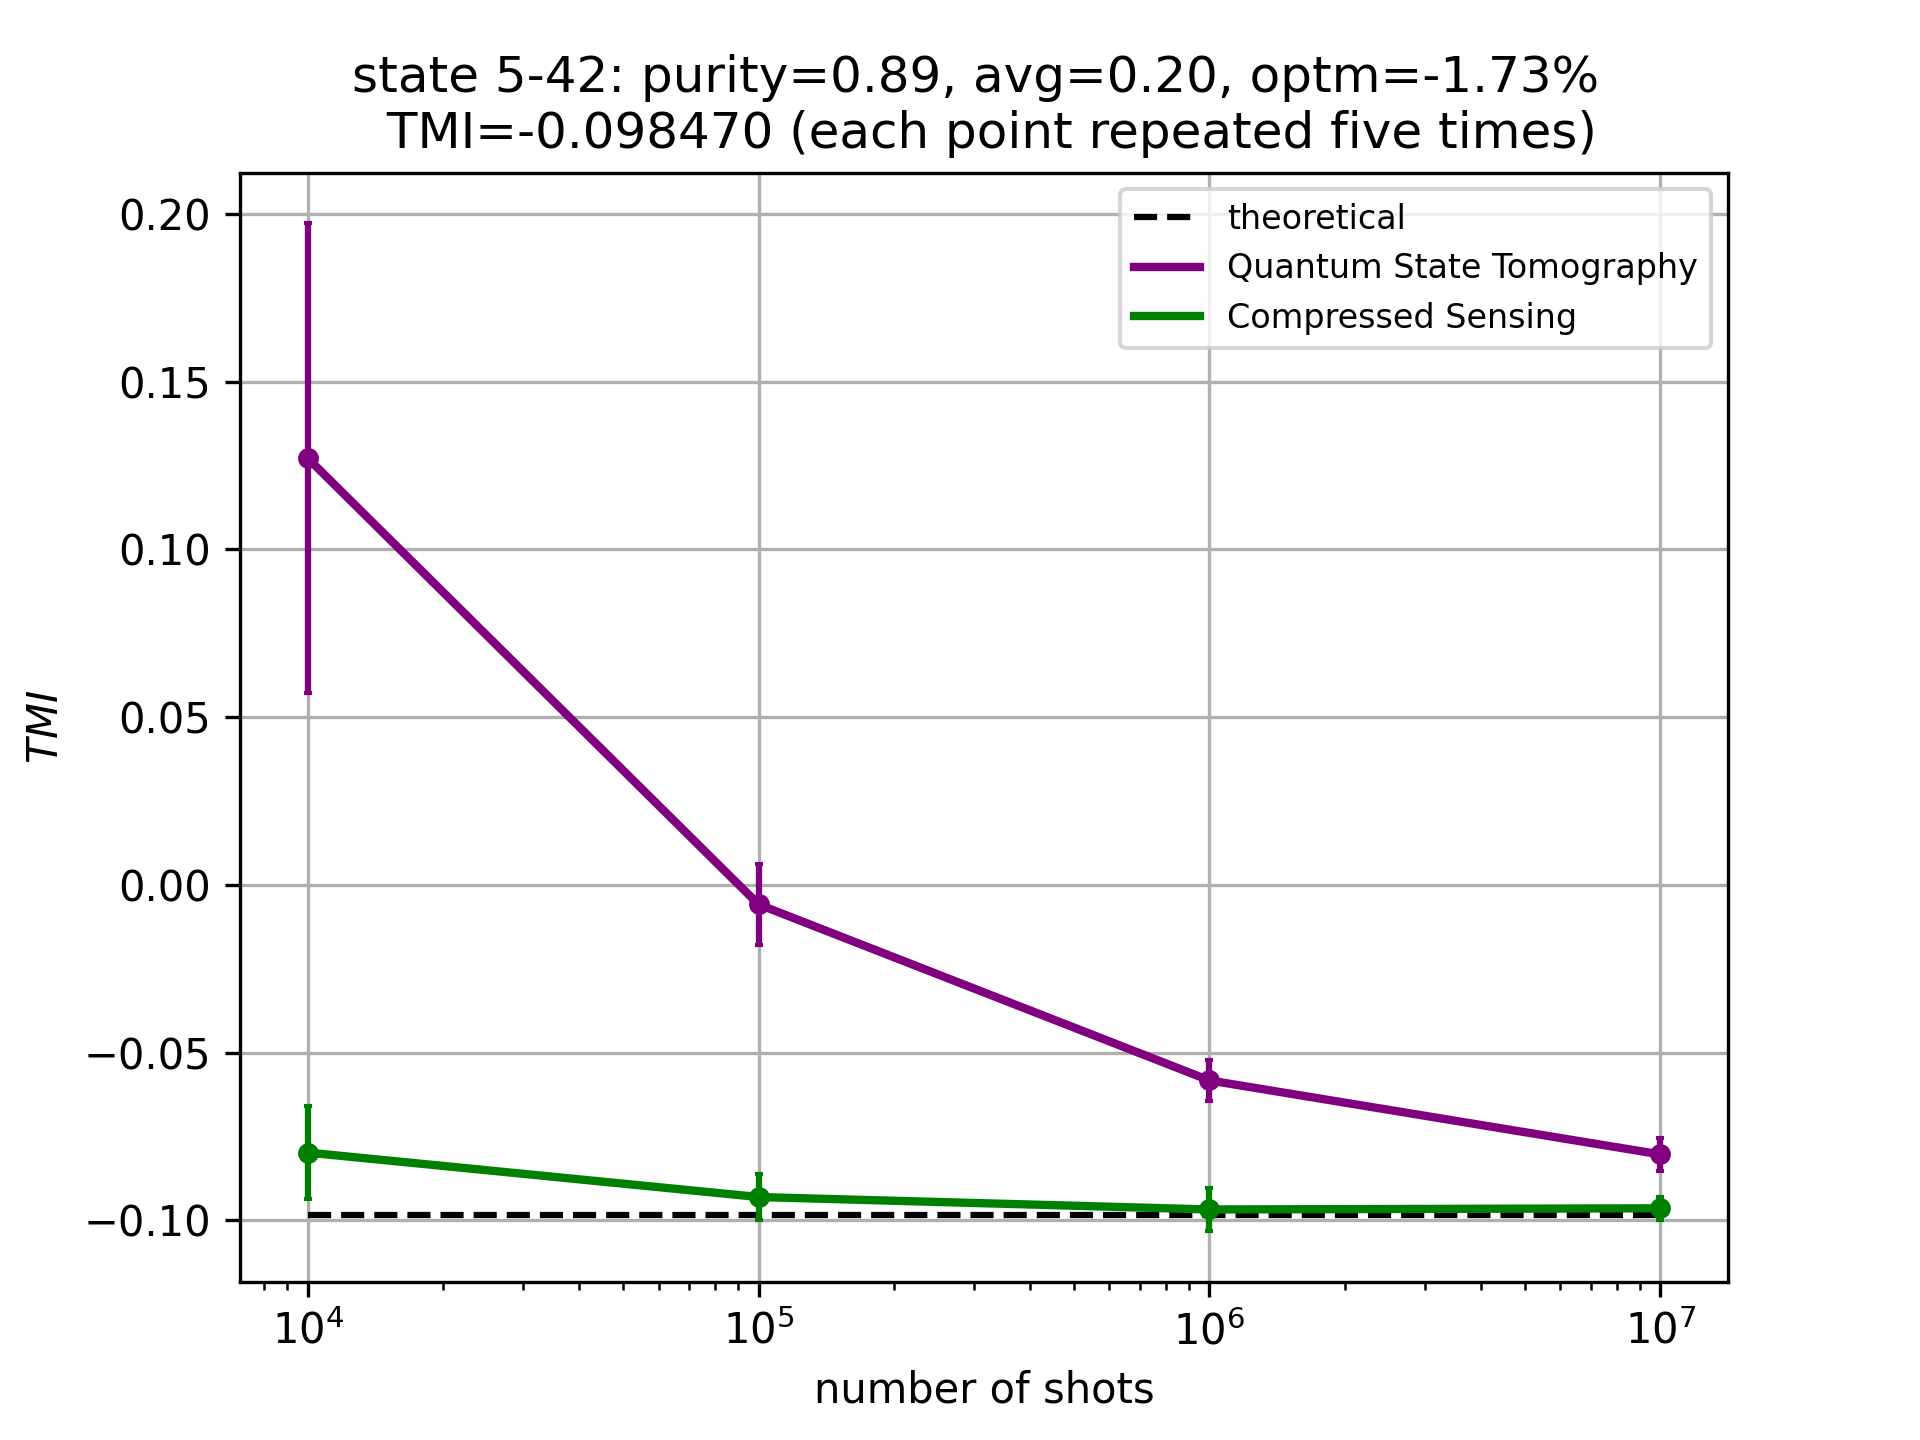 state 5-42: purity=0.89, avg=0.20, optm=-1.73%
TMI=-0.098470 (each point repeated five times)
theoretical
Quantum State Tomography
Compressed Sensing
0.20
0.15
0.10
0.05
0.00
−0.05
−0.10
TMI
10⁴ 10⁵ 10⁶ 10⁷
number of shots